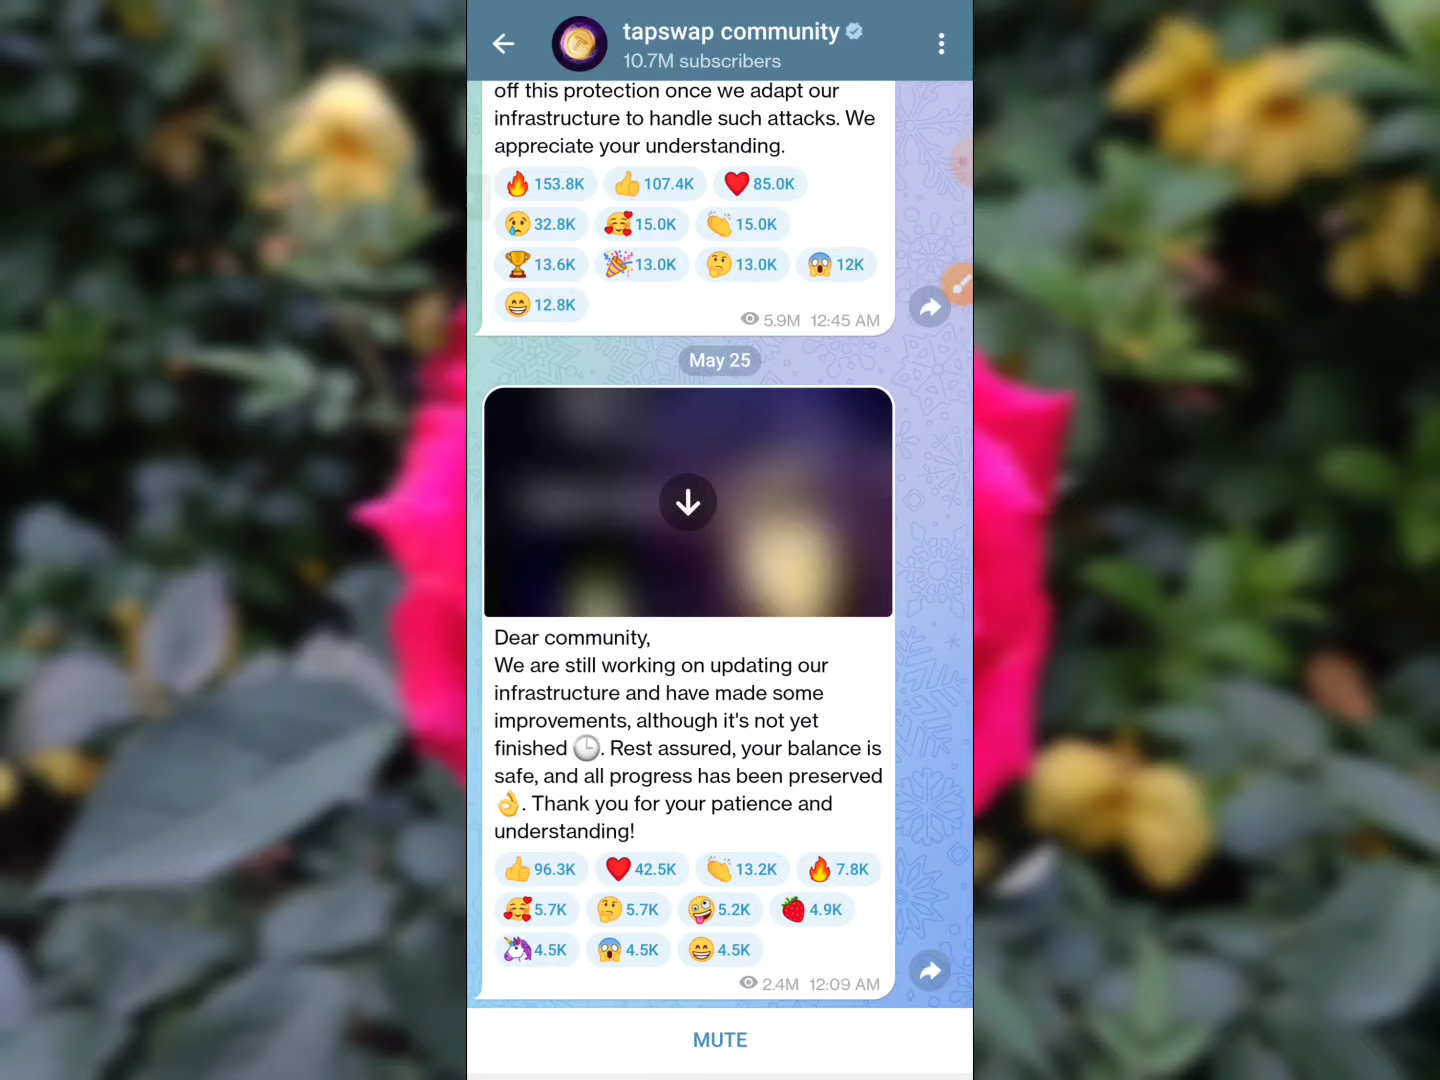 tapswap community
10.7M subscribers
off this protection once we adapt our
infrastructure to handle such attacks. We
appreciate your understanding.
🔥 153.8K 👍 107.4K ❤️ 85.0K
😢 32.8K 🥰 15.0K 👏 15.0K
🏆 13.6K 🎉 13.0K 🤔 13.0K 😱 12K
😁 12.8K
5.9M 12:45 AM
May 25
Dear community,
We are still working on updating our
infrastructure and have made some
improvements, although it's not yet
finished 🕒. Rest assured, your balance is
safe, and all progress has been preserved
👌. Thank you for your patience and
understanding!
👍 96.3K ❤️ 42.5K 👏 13.2K 🔥 7.8K
🥰 5.7K 🤔 5.7K 🤪 5.2K 🍓 4.9K
🦄 4.5K 😱 4.5K 😁 4.5K
2.4M 12:09 AM
MUTE